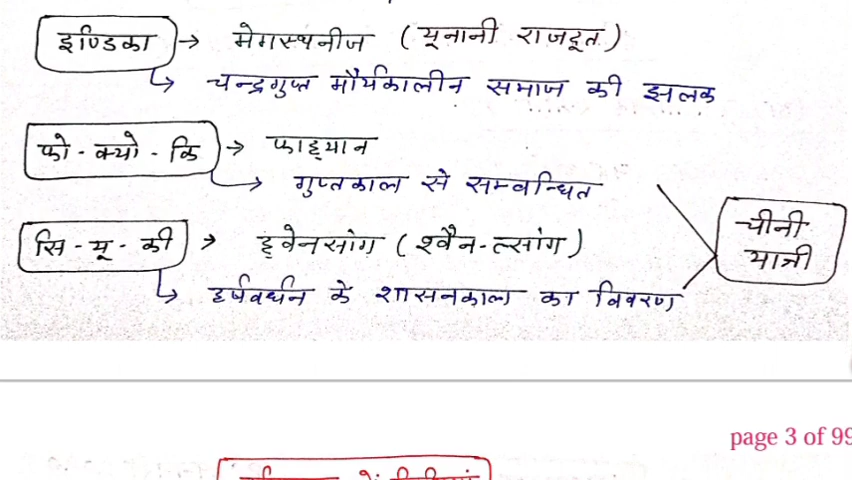 इण्डिका → मेगस्थनीज (यूनानी राजदूत)
↳ चन्द्रगुप्त मौर्यकालीन समाज की झलक
फो - क्यो - कि → फाह्यान
↳ गुप्तकाल से सम्बन्धित
सि - यू - की → ह्वेनसांग (श्वैन-त्सांग)
↳ हर्षवर्धन के शासनकाल का विवरण
चीनी
यात्री
page 3 of 99